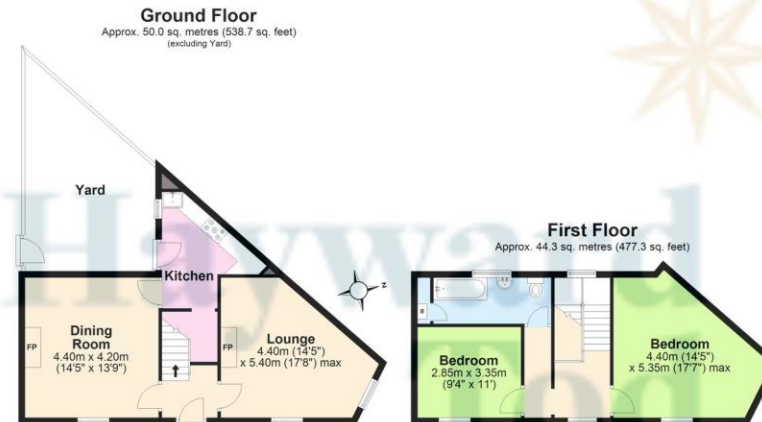 Ground Floor
Approx. 50.0 sq. metres (538.7 sq. feet)
(excluding Yard)
Yard
Kitchen
Dining
Room
4.40m x 4.20m
(14'5" x 13'9")
FP
FP
Lounge
4.40m (14'5")
x 5.40m (17'8") max
N
First Floor
Approx. 44.3 sq. metres (477.3 sq. feet)
Bedroom
2.85m x 3.35m
(9'4" x 11')
Bedroom
4.40m (14'5")
x 5.35m (17'7") max
Hayward
Tod